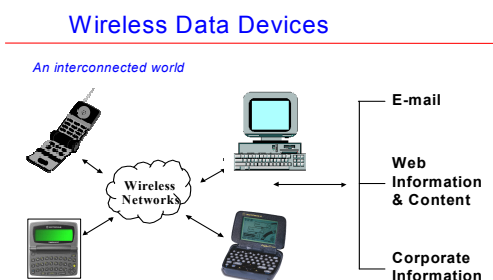 Wireless Data Devices
An interconnected world
E-mail
Web
Information
& Content
Wireless
Networks
Corporate
Information